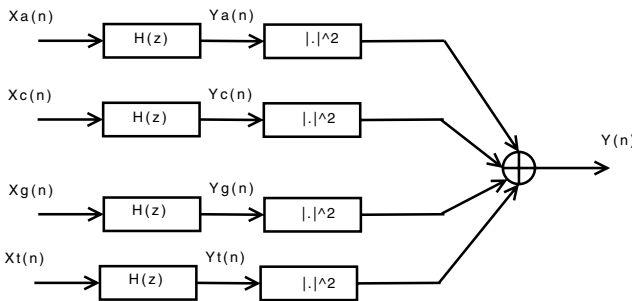 Xa(n) Ya(n)
H(z) |.|^2
Xc(n) Yc(n)
H(z) |.|^2
Y(n)
Xg(n) Yg(n)
H(z) |.|^2
Xt(n) Yt(n)
H(z) |.|^2